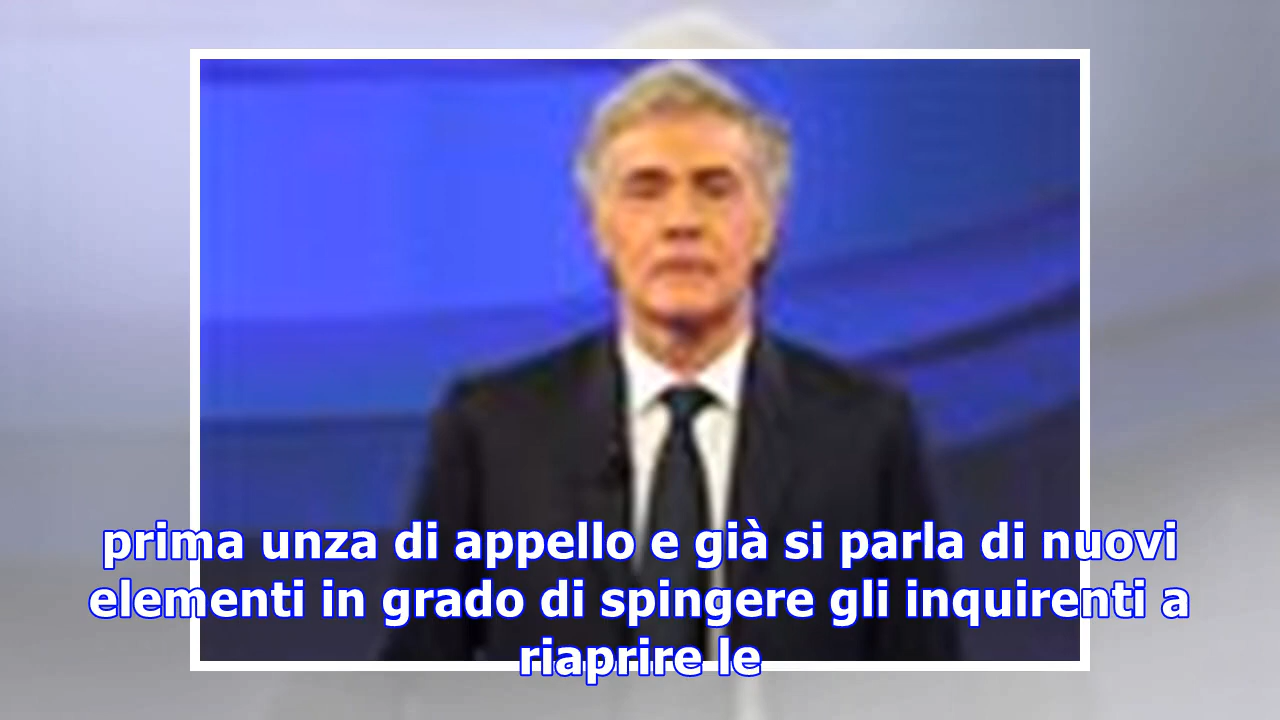 prima unza di appello e già si parla di nuovi
elementi in grado di spingere gli inquirenti a
riaprire le